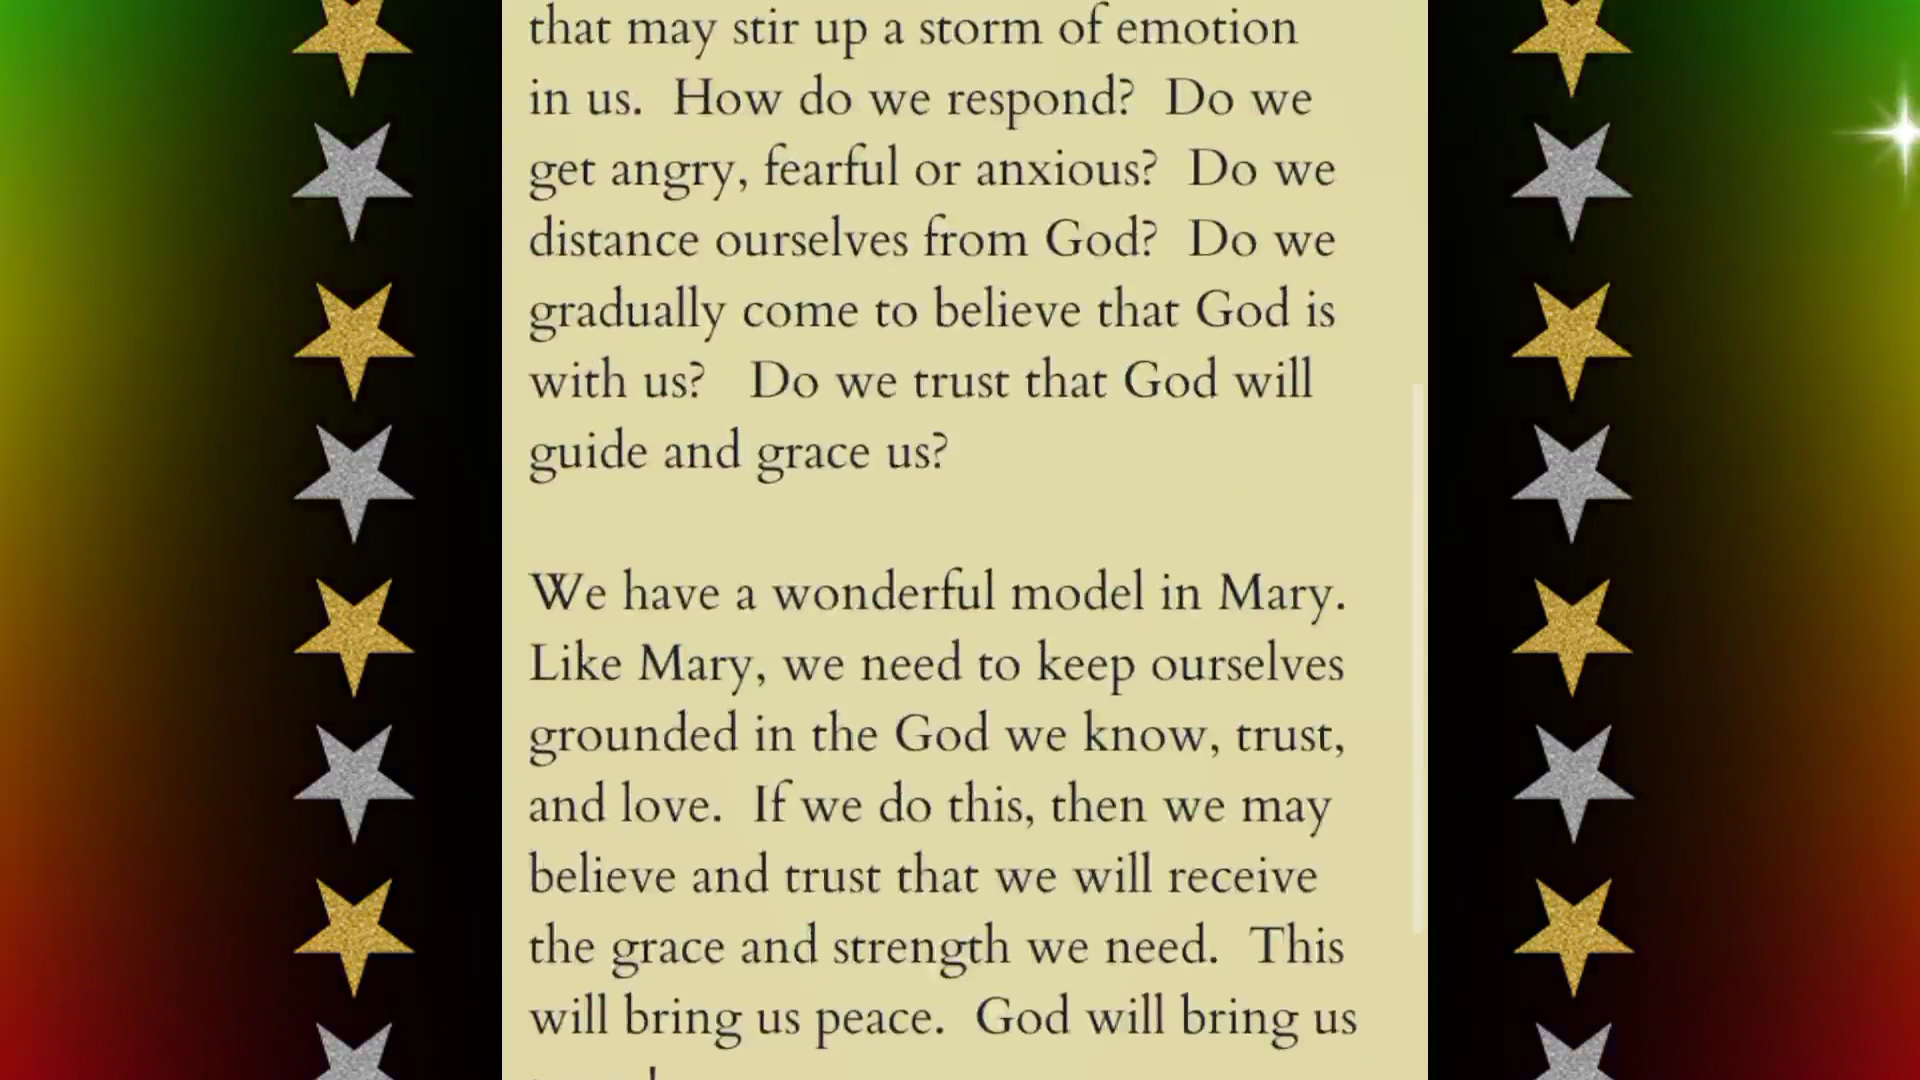 that may stir up a storm of emotion
in us.  How do we respond?  Do we
get angry, fearful or anxious?  Do we
distance ourselves from God?  Do we
gradually come to believe that God is
with us?   Do we trust that God will
guide and grace us?
We have a wonderful model in Mary.
Like Mary, we need to keep ourselves
grounded in the God we know, trust,
and love.  If we do this, then we may
believe and trust that we will receive
the grace and strength we need.  This
will bring us peace.  God will bring us